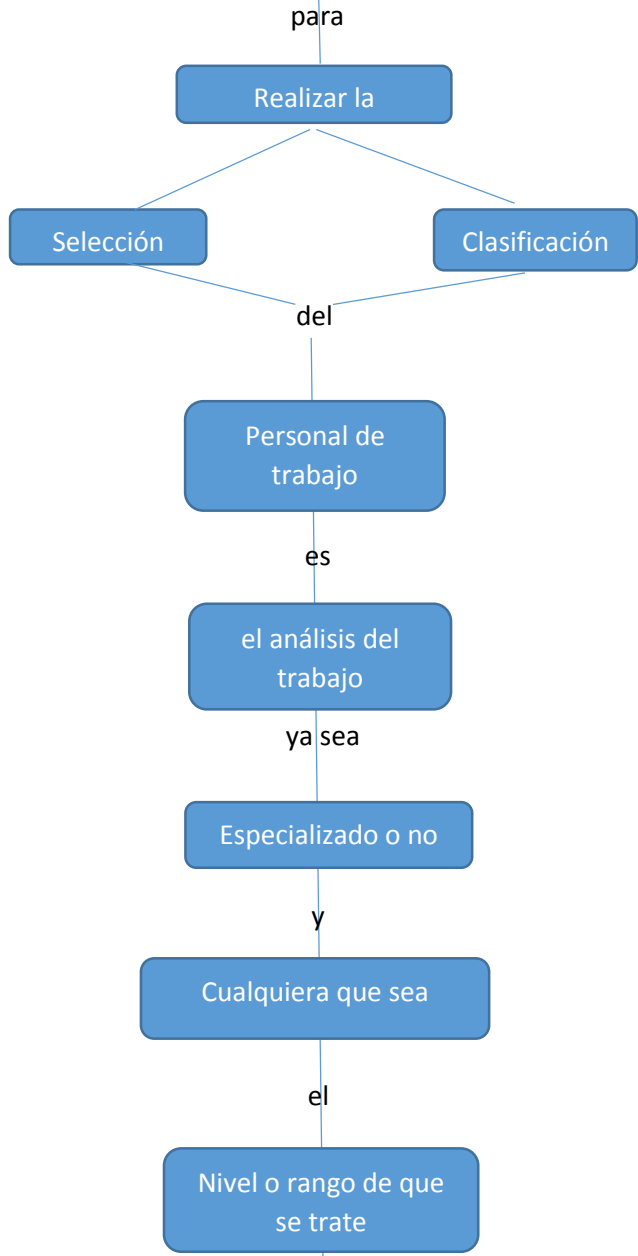 para
Realizar la
Selección
Clasificación
del
Personal de
trabajo
es
el análisis del
trabajo
ya sea
Especializado o no
y
Cualquiera que sea
el
Nivel o rango de que
se trate